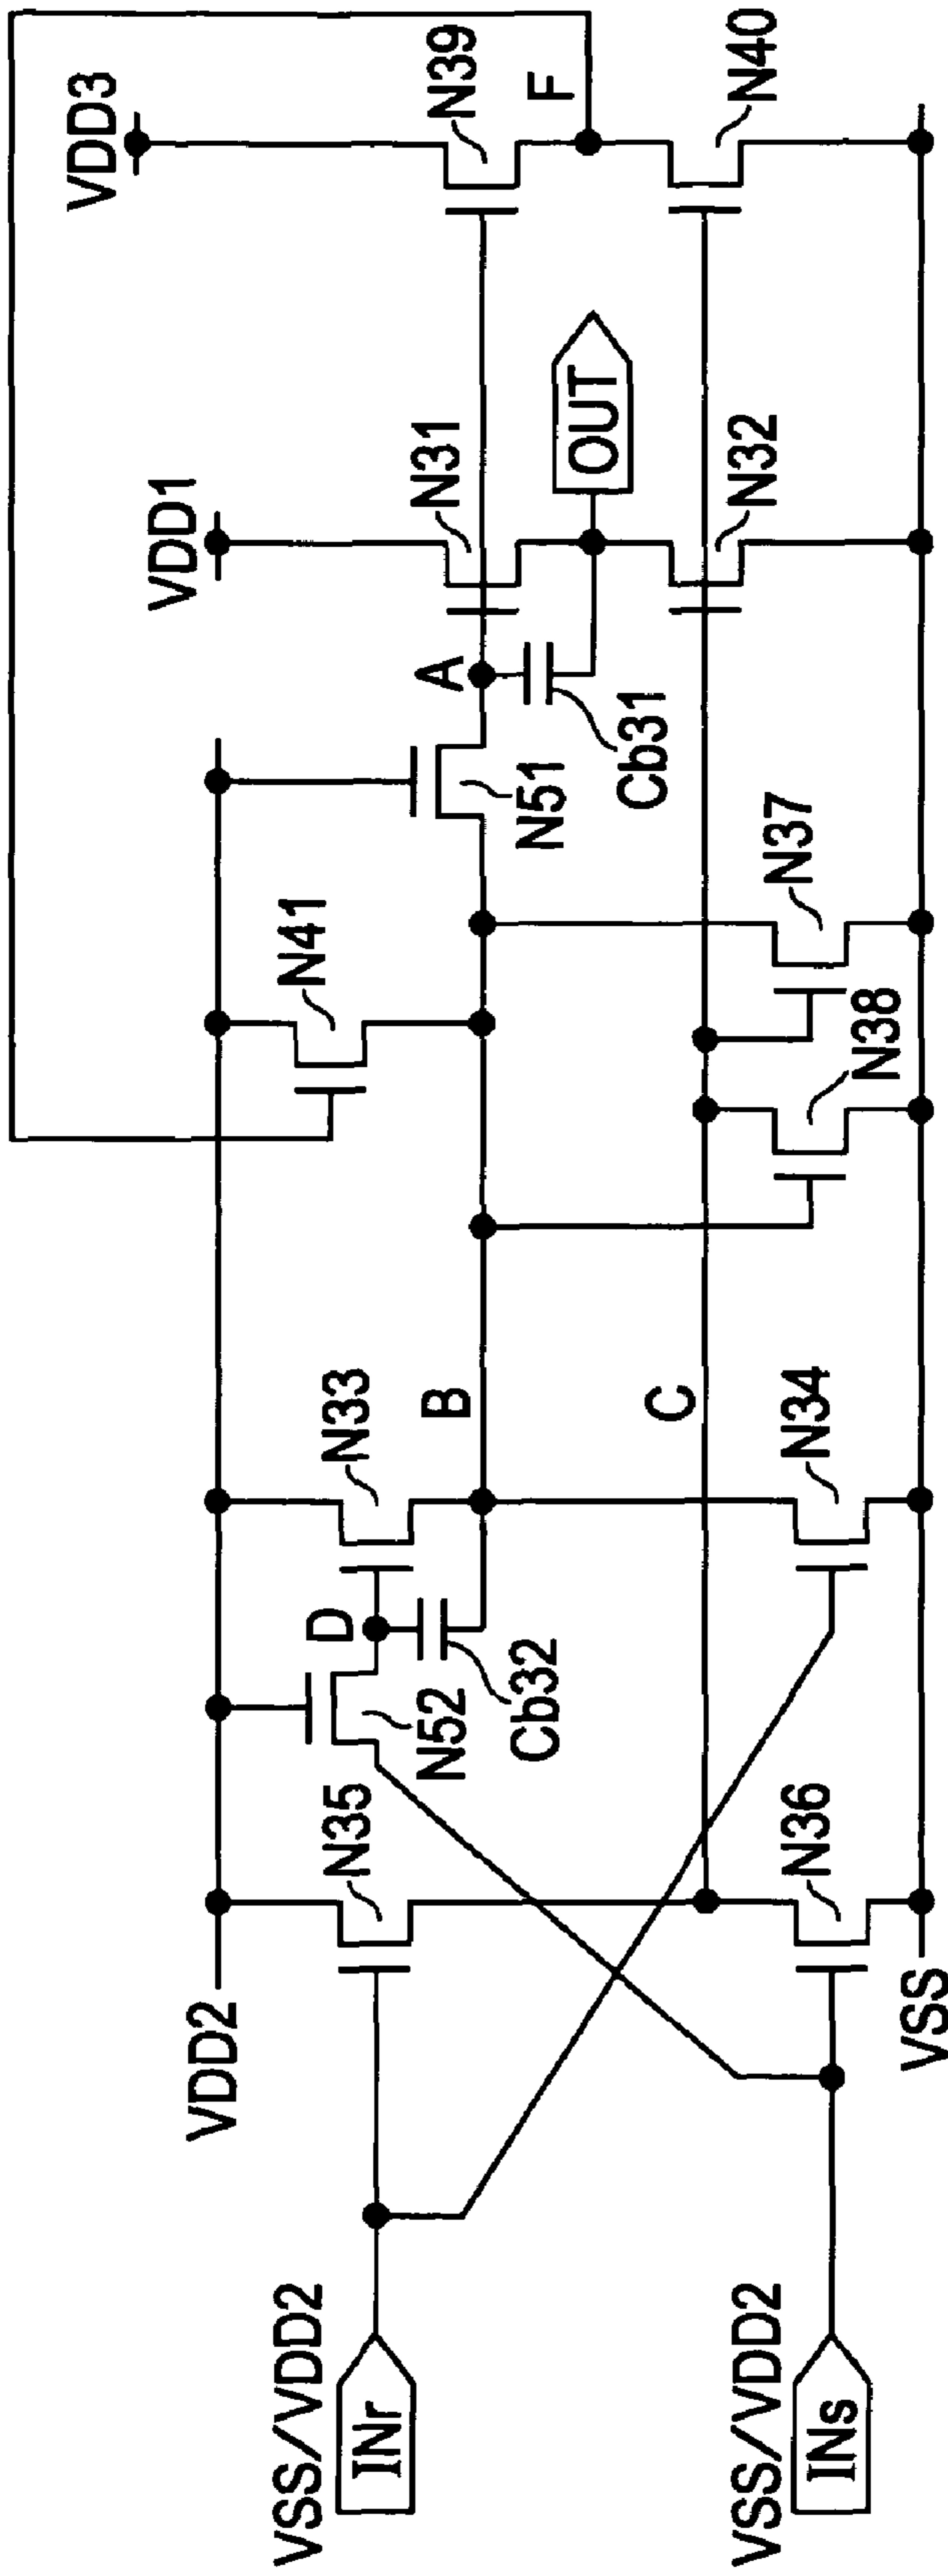 VDD3
VDD1
VDD2
N39
F
N40
N31
OUT
N32
A
Cb31
N51
N41
N37
N38
N33
B
C
N34
D
Cb32
N52
N35
N36
VSS
VSS/VDD2
INr
VSS/VDD2
INs